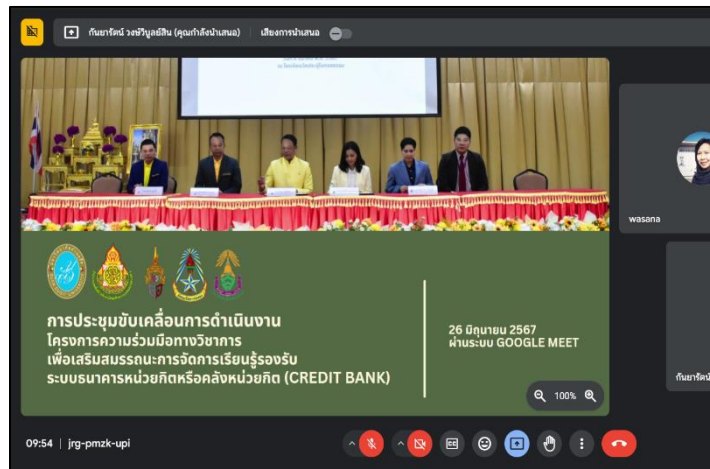 กันยารัตน์ วงษ์วิบูลย์สิน (คุณกำลังนำเสนอ)
เสียงการนำเสนอ
wasana
การประชุมขับเคลื่อนการดำเนินงาน
โครงการความร่วมมือทางวิชาการ
เพื่อเสริมสมรรถนะการจัดการเรียนรู้รองรับ
ระบบธนาคารหน่วยกิตหรือคลังหน่วยกิต (CREDIT BANK)
26 มิถุนายน 2567
ผ่านระบบ GOOGLE MEET
กันยารัตน์
100%
09:54 | jrg-pmzk-upi